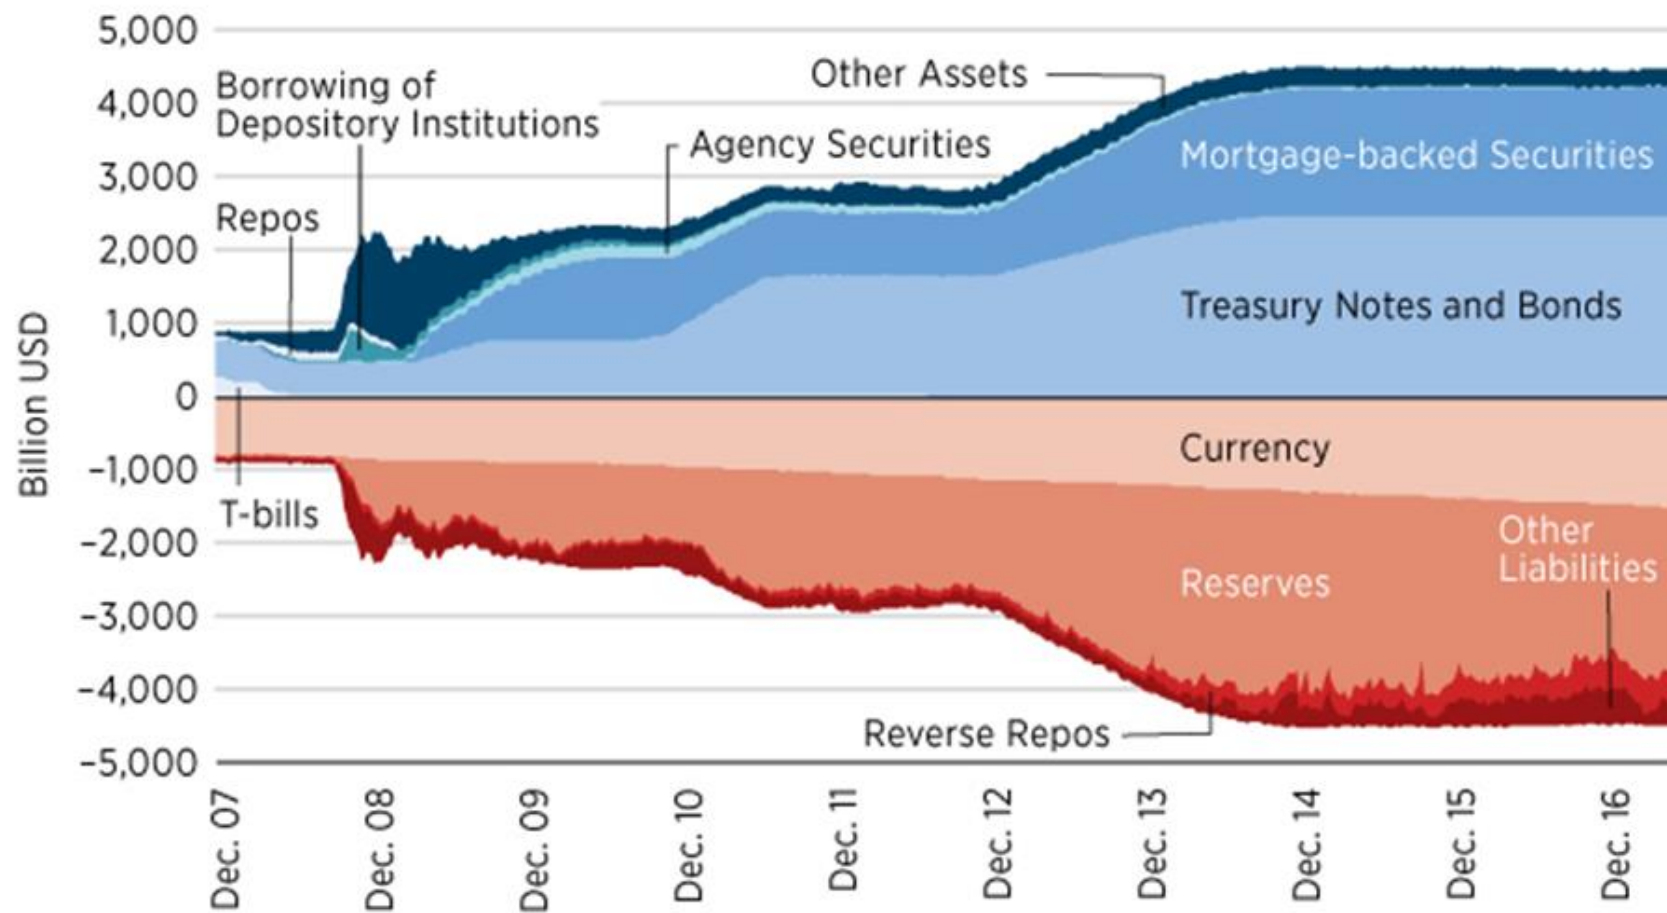 5,000
4,000
3,000
2,000
1,000
0
−1,000
−2,000
−3,000
−4,000
−5,000
Billion USD
Borrowing of
Depository Institutions
Repos
T-bills
Other Assets
Agency Securities
Mortgage-backed Securities
Treasury Notes and Bonds
Currency
Reserves
Other
Liabilities
Reverse Repos
Dec. 07
Dec. 08
Dec. 09
Dec. 10
Dec. 11
Dec. 12
Dec. 13
Dec. 14
Dec. 15
Dec. 16